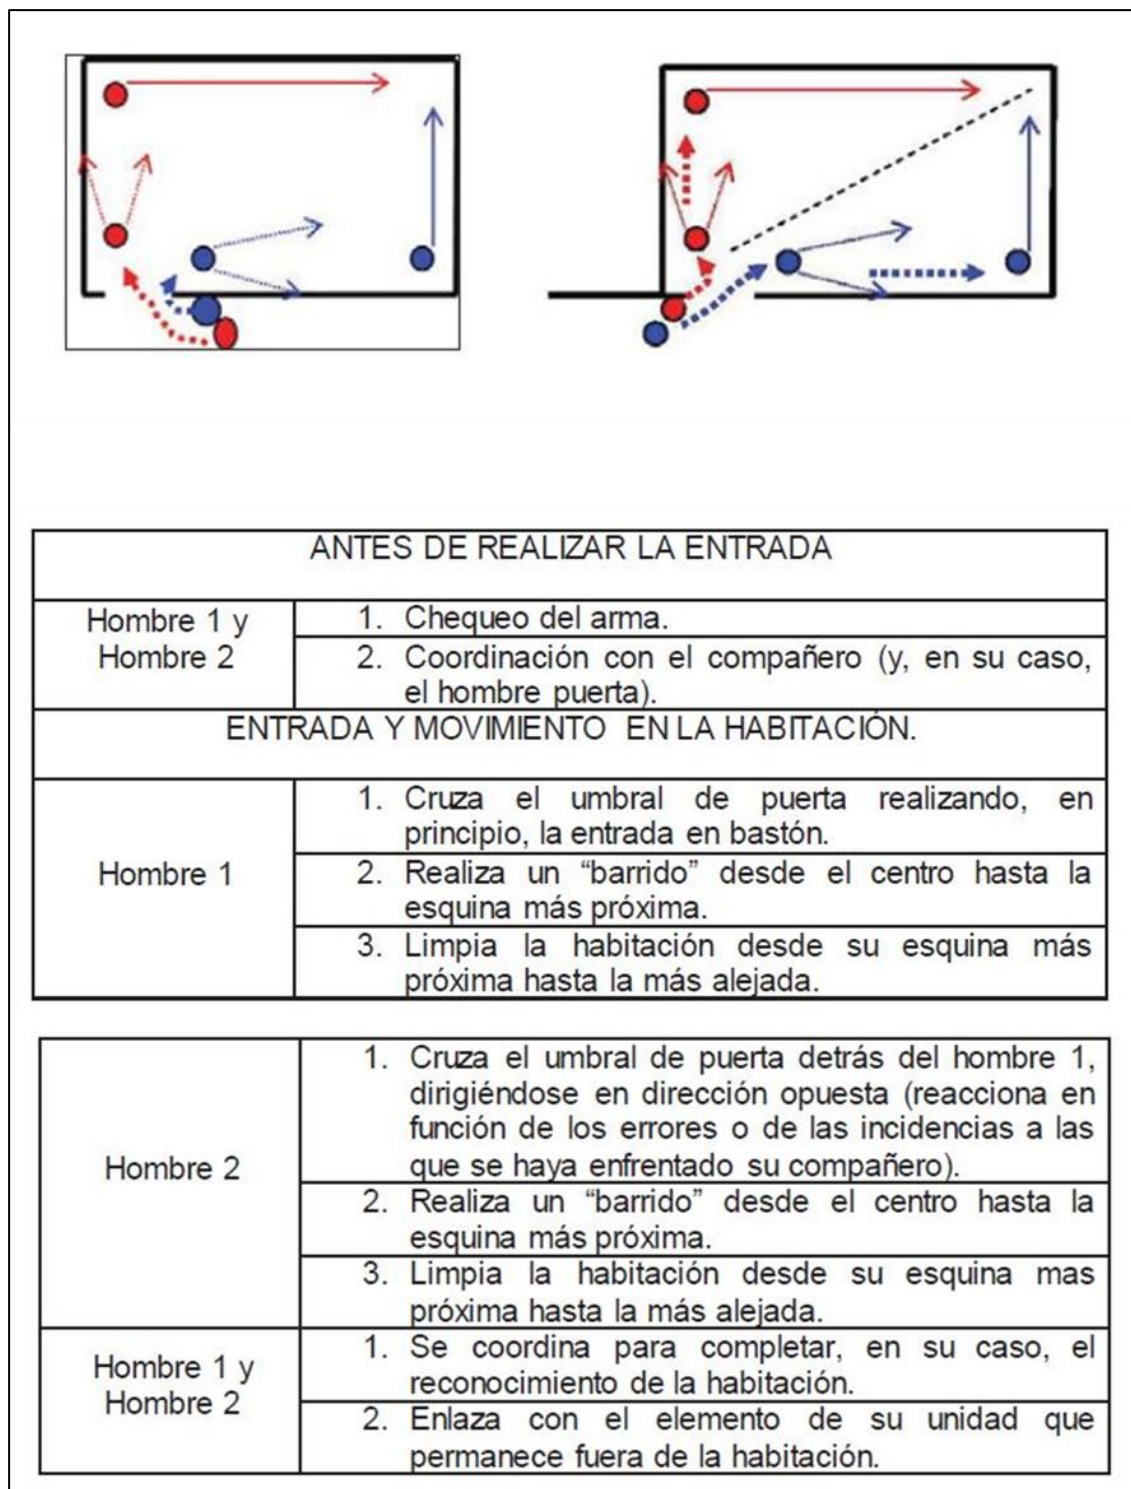 ANTES DE REALIZAR LA ENTRADA
Hombre 1 y
Hombre 2
1. Chequeo del arma.
2. Coordinación con el compañero (y, en su caso,
el hombre puerta).
ENTRADA Y MOVIMIENTO EN LA HABITACIÓN.
Hombre 1
1. Cruza el umbral de puerta realizando, en
principio, la entrada en bastón.
2. Realiza un “barrido” desde el centro hasta la
esquina más próxima.
3. Limpia la habitación desde su esquina más
próxima hasta la más alejada.
Hombre 2
1. Cruza el umbral de puerta detrás del hombre 1,
dirigiéndose en dirección opuesta (reacciona en
función de los errores o de las incidencias a las
que se haya enfrentado su compañero).
2. Realiza un “barrido” desde el centro hasta la
esquina más próxima.
3. Limpia la habitación desde su esquina mas
próxima hasta la más alejada.
Hombre 1 y
Hombre 2
1. Se coordina para completar, en su caso, el
reconocimiento de la habitación.
2. Enlaza con el elemento de su unidad que
permanece fuera de la habitación.